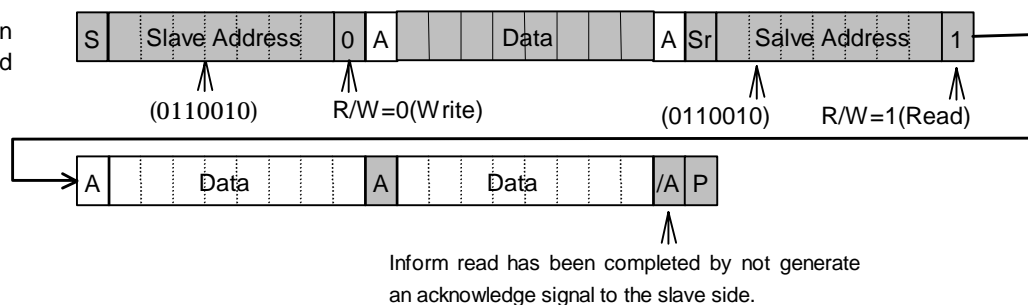 n
d
S Slave Address 0 A Data A Sr Salve Address 1
(0110010) R/W=0(Write) (0110010) R/W=1(Read)
A Data A Data /A P
Inform read has been completed by not generate
an acknowledge signal to the slave side.